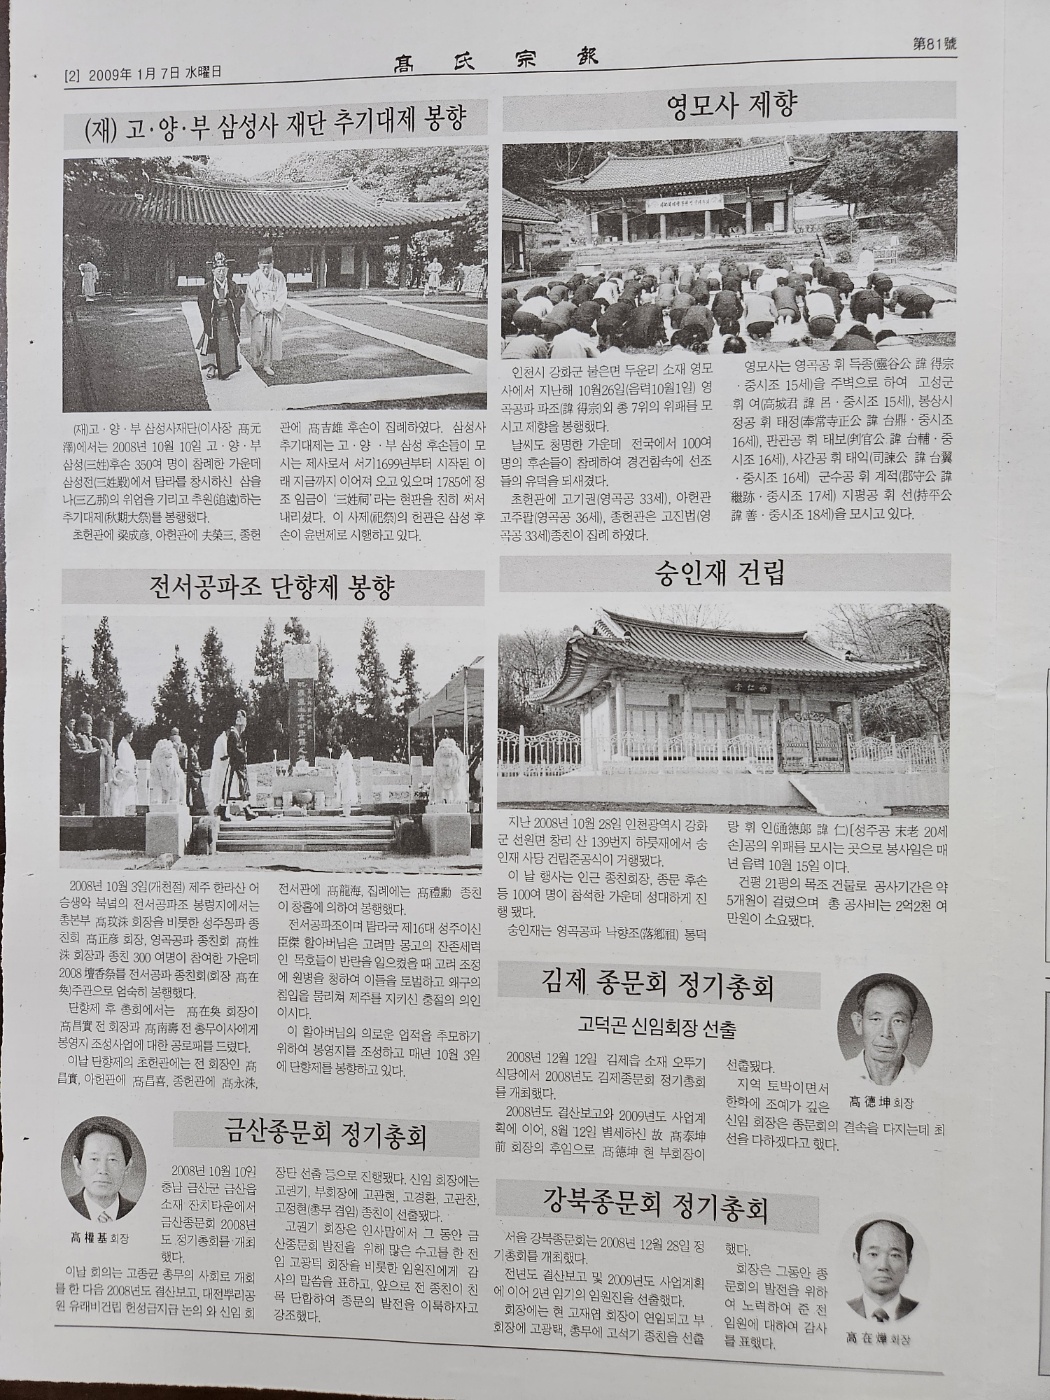 [2] 2009年 1月 7日 水曜日
高 氏 宗 報
第81號
(재) 고·양·부 삼성사 재단 추기대제 봉향
(재)고·양·부 삼성사재단(이사장 高元
澤)에서는 2008년 10월 10일 고·양·부
삼성(三姓)후손 350여 명이 참례한 가운데
삼성전(三姓殿)에서 탐라를 창시하신 삼을
나(三乙那)의 위업을 기리고 추원(追遠)하는
추기대제(秋期大祭)를 봉행했다.
초헌관에 梁成彦, 아헌관에 夫榮三, 종헌
관에 高吉雄 후손이 집례하였다. 삼성사
추기대제는 고·양·부 삼성 후손들이 모
시는 제사로서 서기1699년부터 시작된 이
래 지금까지 이어져 오고 있으며 1785에 정
조 임금이 '三姓祠'라는 현판을 친히 써서
내리셨다. 이 사제(祀祭)의 헌관은 삼성 후
손이 윤번제로 시행하고 있다.
영모사 제향
인천시 강화군 불은면 두운리 소재 영모
사에서 지난해 10월26일(음력10월1일) 영
곡공파 파조(諱 得宗)외 총 7위의 위패를 모
시고 제향을 봉행했다.
날씨도 청명한 가운데 전국에서 100여
명의 후손들이 참례하여 경건함속에 선조
들의 유덕을 되새겼다.
초헌관에 고기권(영곡공 33세), 아헌관
고주팔(영곡공 36세), 종헌관은 고진법(영
곡공 33세)종친이 집례 하였다.
영모사는 영곡공 휘 득종(靈谷公 諱 得宗
·중시조 15세)을 주벽으로 하여 고성군
휘 여(高城君 諱 呂·중시조 15세), 봉상시
정공 휘 태정(奉常寺正公 諱 台鼎·중시조
16세), 판관공 휘 태보(判官公 諱 台輔·중
시조 16세), 사간공 휘 태익(司諫公 諱 台翼
·중시조 16세) 군수공 휘 계적(郡守公 諱
繼跡·중시조 17세) 지평공 휘 선(持平公
諱 善·중시조 18세)을 모시고 있다.
전서공파조 단향제 봉향
2008년 10월 3일(개천절) 제주 한라산 어
승생악 북녘의 전서공파조 봉령지에서는
총본부 高玟洙 회장을 비롯한 성주공파 종
친회 高正彦 회장, 영곡공파 종친회 高性
洙 회장과 종친 300 여명이 참여한 가운데
2008 壇香祭를 전서공파 종친회(회장 高在
奐)주관으로 엄숙히 봉행했다.
단향제 후 총회에서는 高在奐 회장이
高昌實 전 회장과 高南壽 전 총무이사에게
봉영지 조성사업에 대한 공로패를 드렸다.
이날 단향제의 초헌관에는 전 회장인 高
昌實, 아헌관에 高昌喜, 종헌관에 高永洙,
전서관에 高龍海, 집례에는 高禮勳 종친
이 창홀에 의하여 봉행했다.
전서공파조이며 탐라국 제16대 성주이신
臣傑 할아버님은 고려말 몽고의 잔존세력
인 목호들이 반란을 일으켰을 때 고려 조정
에 원병을 청하여 이들을 토벌하고 왜구의
침입을 물리쳐 제주를 지키신 충절의 의인
이시다.
이 할아버님의 의로운 업적을 추모하기
위하여 봉영지를 조성하고 매년 10월 3일
에 단향제를 봉향하고 있다.
숭인재 건립
지난 2008년 10월 28일 인천광역시 강화
군 선원면 창리 산 139번지 하뭇재에서 숭
인재 사당 건립준공식이 거행됐다.
이 날 행사는 인근 종친회장, 종문 후손
등 100여 명이 참석한 가운데 성대하게 진
행 됐다.
숭인재는 영곡공파 낙향조(落鄕祖) 통덕
랑 휘 인(通德郎 諱 仁)[성주공 末老 20세
손]공의 위패를 모시는 곳으로 봉사일은 매
년 음력 10월 15일 이다.
건평 21평의 목조 건물로 공사기간은 약
5개월이 걸렸으며 총 공사비는 2억2천 여
만원이 소요됐다.
김제 종문회 정기총회
고덕곤 신임회장 선출
2008년 12월 12일 김제읍 소재 오뚜기
식당에서 2008년도 김제종문회 정기총회
를 개최했다.
2008년도 결산보고와 2009년도 사업계
획에 이어, 8월 12일 별세하신 故 高泰坤
前 회장의 후임으로 高德坤 현 부회장이
선출됐다.
지역 토박이면서
한학에 조예가 깊은
신임 회장은 종문회의 결속을 다지는데 최
선을 다하겠다고 했다.
高德坤 회장
금산종문회 정기총회
高權基 회장
2008년 10월 10일
충남 금산군 금산읍
소재 잔치타운에서
금산종문회 2008년
도 정기총회를 개최
했다.
이날 회의는 고종균 총무의 사회로 개회
를 한 다음 2008년도 결산보고, 대전뿌리공
원 유래비건립 헌성금지급 논의 와 신임 회
장단 선출 등으로 진행됐다. 신임 회장에는
고권기, 부회장에 고관현, 고경환, 고관찬,
고정현(총무 겸임) 종친이 선출됐다.
고권기 회장은 인사말에서 그 동안 금
산종문회 발전을 위해 많은 수고를 한 전
임 고광덕 회장을 비롯한 임원진에게 감
사의 말씀을 표하고, 앞으로 전 종친이 친
목 단합하여 종문의 발전을 이룩하자고
강조했다.
강북종문회 정기총회
서울 강북종문회는 2008년 12월 28일 정
기총회를 개최했다.
전년도 결산보고 및 2009년도 사업계획
에 이어 2년 임기의 임원진을 선출했다.
회장에는 현 고재엽 회장이 연임되고 부
회장에 고광택, 총무에 고석기 종친을 선출
했다.
회장은 그동안 종
문회의 발전을 위하
여 노력하여 준 전
임원에 대하여 감사
를 표했다.
高在燁 회장